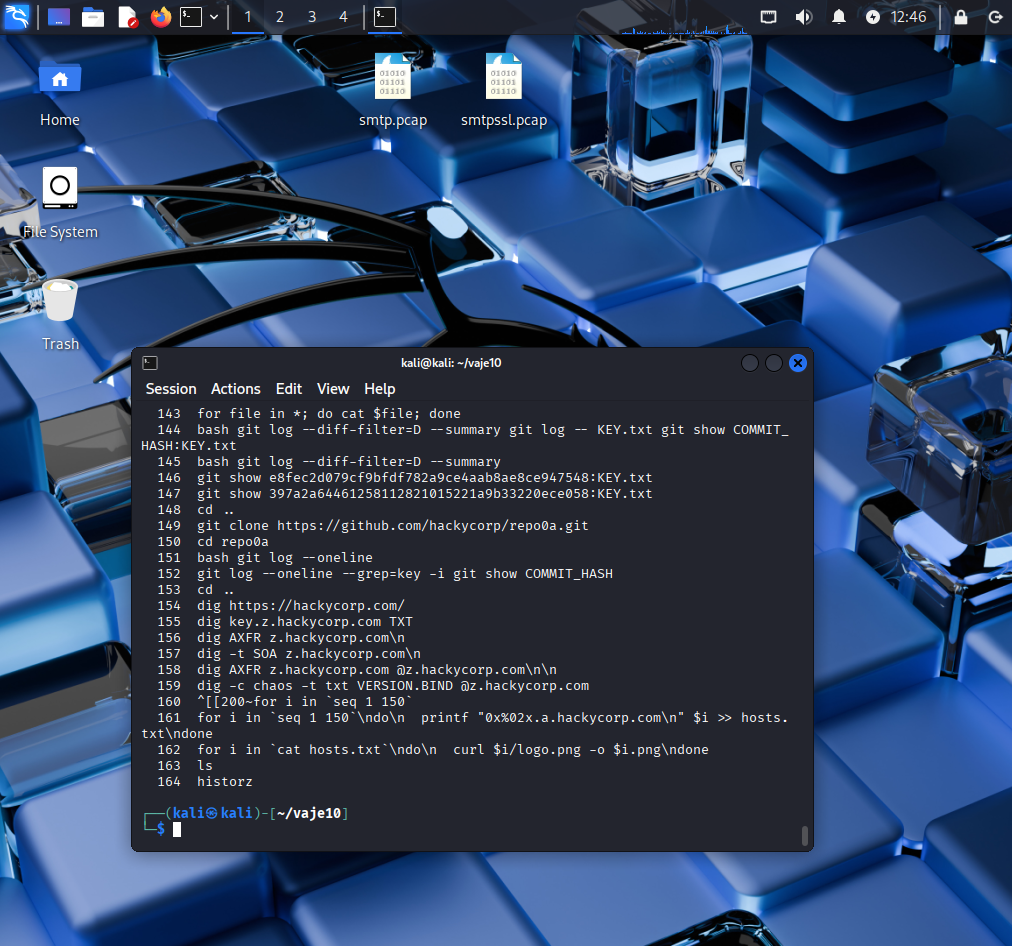 1 2 3 4 12:46
Home
smtp.pcap
smtpssl.pcap
File System
Trash
01010
01101
01110
01010
01101
01110
kali@kali: ~/vaje10
Session Actions Edit View Help
143 for file in *; do cat $file; done
144 bash git log --diff-filter=D --summary git log -- KEY.txt git show COMMIT_
HASH:KEY.txt
145 bash git log --diff-filter=D --summary
146 git show e8fec2d079cf9bfdf782a9ce4aab8ae8ce947548:KEY.txt
147 git show 397a2a64461258112821015221a9b33220ece058:KEY.txt
148 cd ..
149 git clone https://github.com/hackycorp/repo0a.git
150 cd repo0a
151 bash git log --oneline
152 git log --oneline --grep=key -i git show COMMIT_HASH
153 cd ..
154 dig https://hackycorp.com/
155 dig key.z.hackycorp.com TXT
156 dig AXFR z.hackycorp.com\n
157 dig -t SOA z.hackycorp.com\n
158 dig AXFR z.hackycorp.com @z.hackycorp.com\n\n
159 dig -c chaos -t txt VERSION.BIND @z.hackycorp.com
160 ^[[200~for i in `seq 1 150`
161 for i in `seq 1 150`\ndo\n  printf "0x%02x.a.hackycorp.com\n" $i >> hosts.
txt\ndone
162 for i in `cat hosts.txt`\ndo\n  curl $i/logo.png -o $i.png\ndone
163 ls
164 historz
┌──(kali㉿kali)-[~/vaje10]
└─$